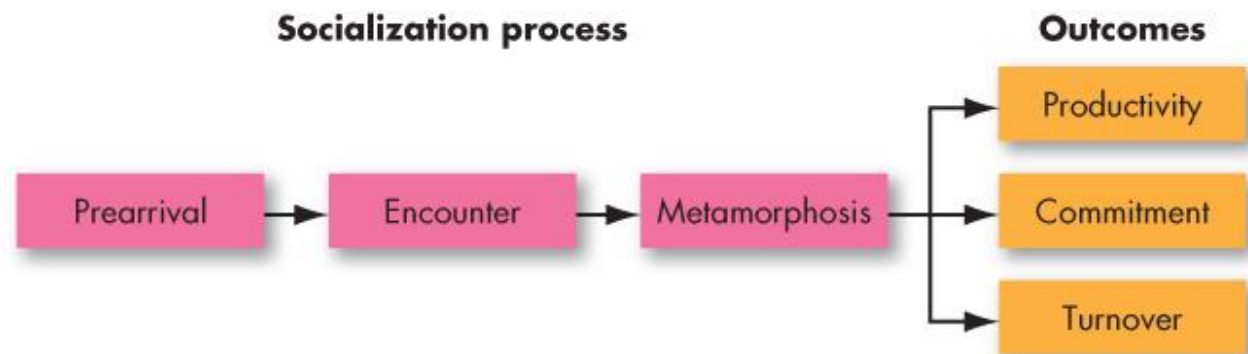 Socialization process
Outcomes
Productivity
Prearrival
Encounter
Metamorphosis
Commitment
Turnover